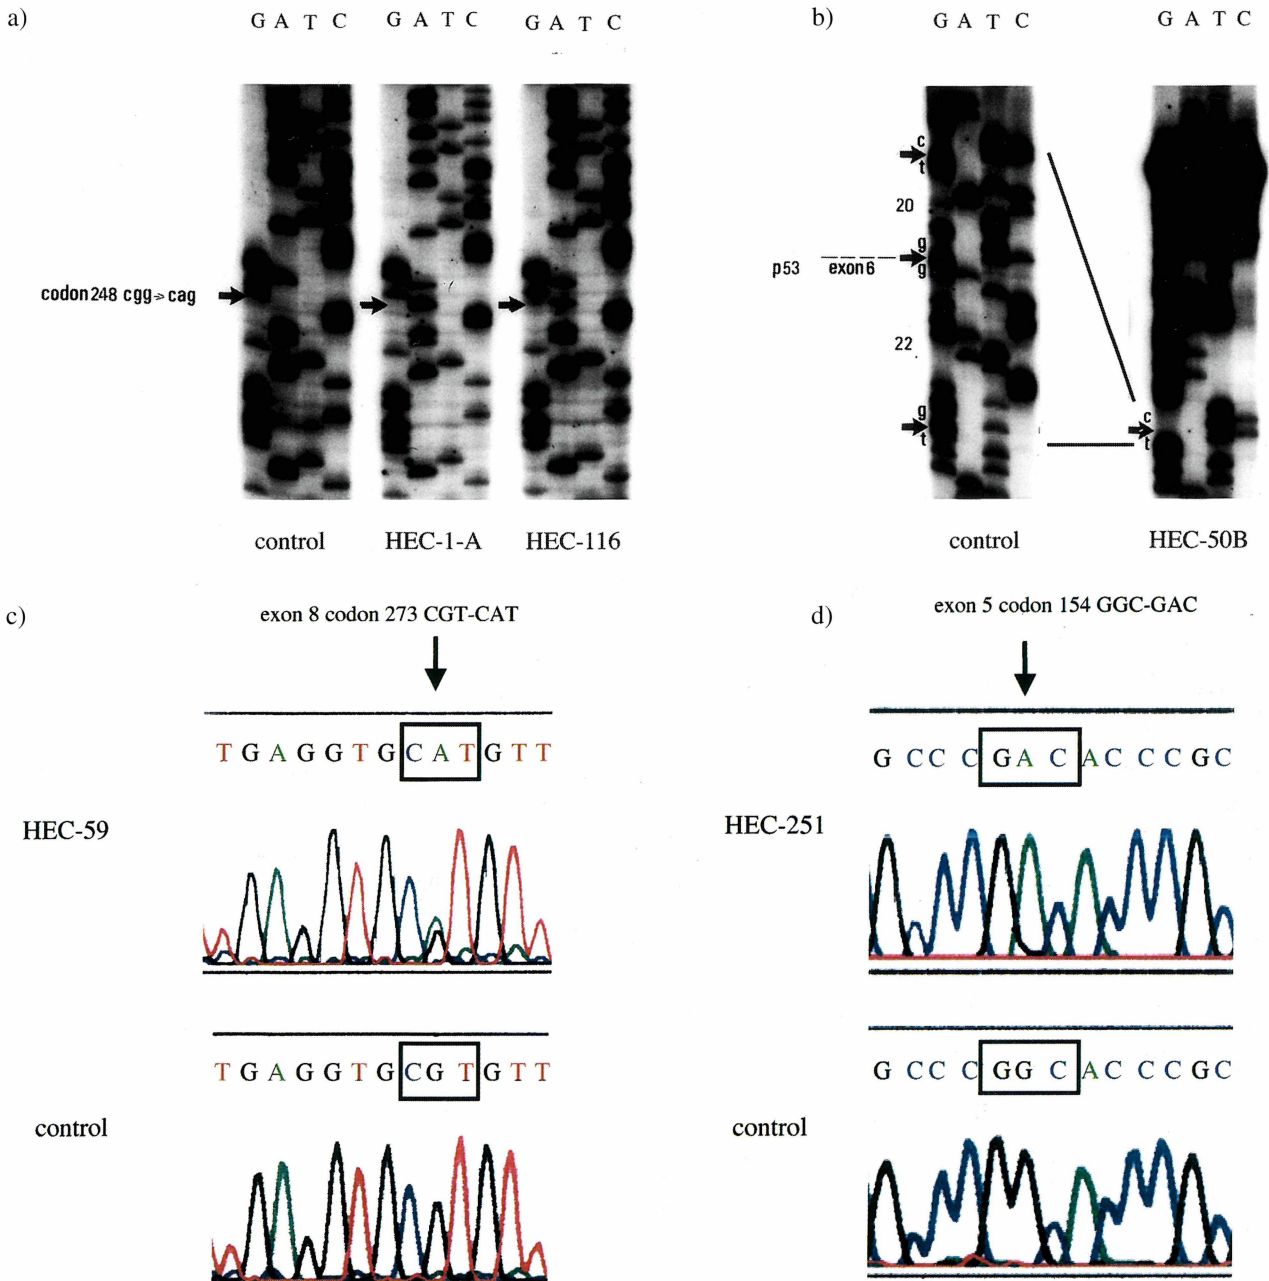 a)
G A T C
G A T C
G A T C
codon 248 cgg > cag
control
HEC-1-A
HEC-116
b)
G A T C
G A T C
c
t
20
g
g
p53 exon 6
22
g
t
c
t
control
HEC-50B
c)
exon 8 codon 273 CGT-CAT
T G A G G T G C A T G T T
HEC-59
T G A G G T G C G T G T T
control
d)
exon 5 codon 154 GGC-GAC
G C C C G A C A C C C G C
HEC-251
G C C C G G C A C C C G C
control